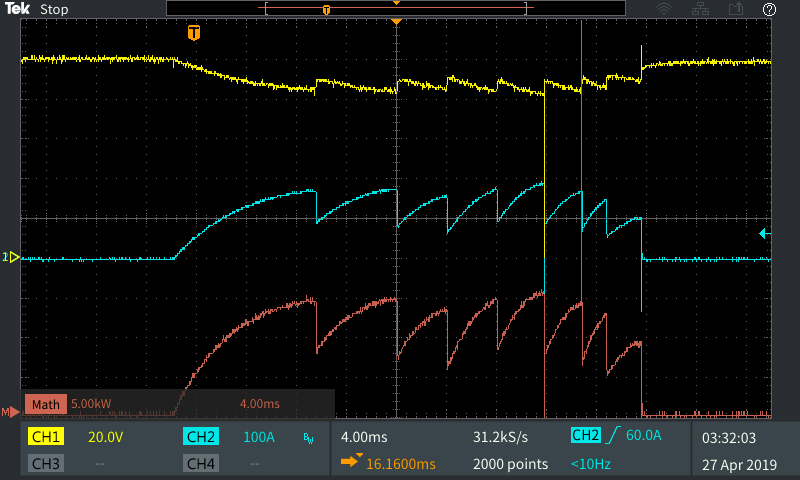 Tek Stop
T
T
?
1
M
Math 5.00kW 4.00ms
CH1 20.0V CH2 100A BW 4.00ms 31.2kS/s CH2 60.0A 03:32:03
CH3 -- CH4 -- 16.1600ms 2000 points <10Hz 27 Apr 2019